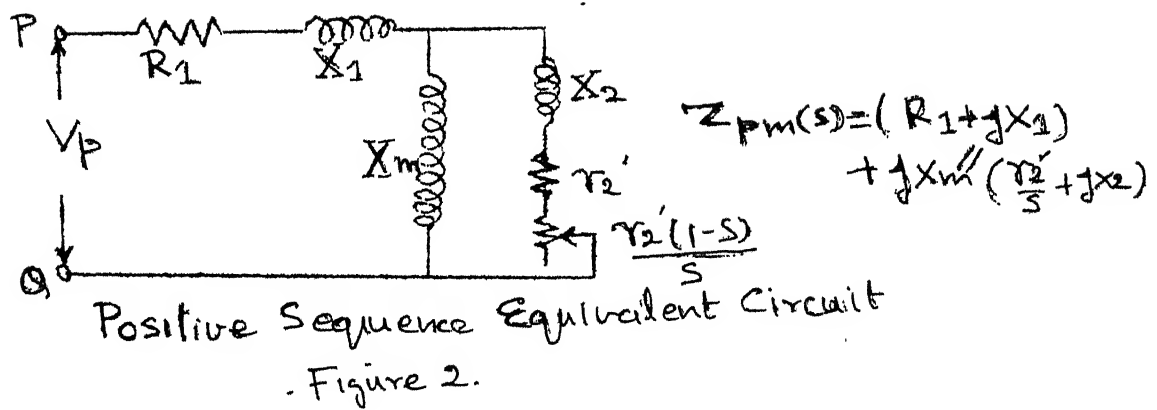 P
R1
X1
Vp
Xm
X2
r2'
r2'(1-S)
S
Q
Zpm(s)=(R1+jX1)
+jXm//(r2'/S+jX2)
Positive Sequence Equivalent Circuit
. Figure 2.